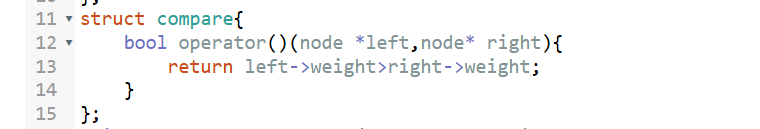 11 struct compare{
12 bool operator()(node *left,node* right){
13 return left->weight>right->weight;
14 }
15 };